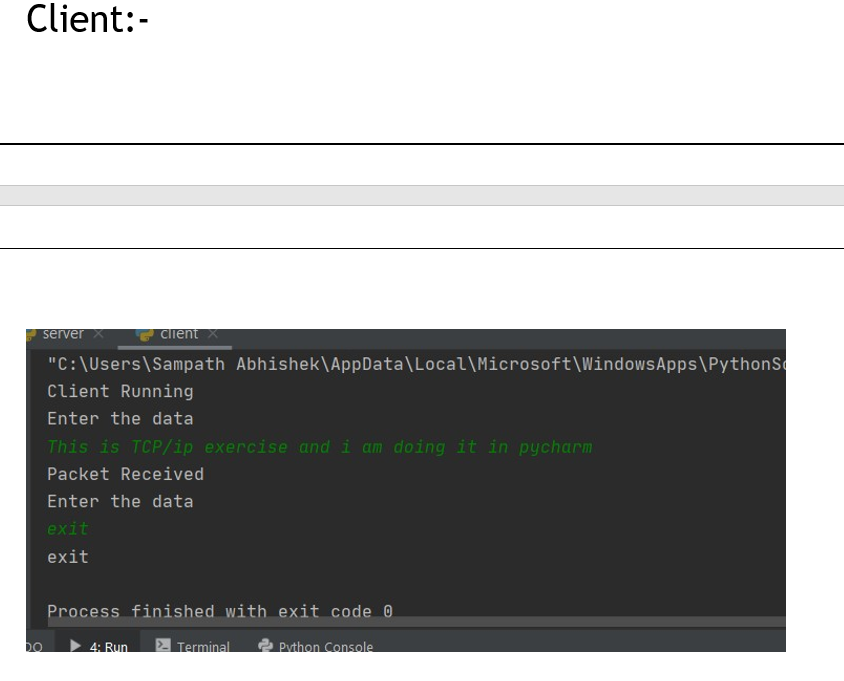 Client:-
server × client ×
"C:\Users\Sampath Abhishek\AppData\Local\Microsoft\WindowsApps\PythonSo
Client Running
Enter the data
This is TCP/ip exercise and i am doing it in pycharm
Packet Received
Enter the data
exit
exit
Process finished with exit code 0
DO 4: Run Terminal Python Console